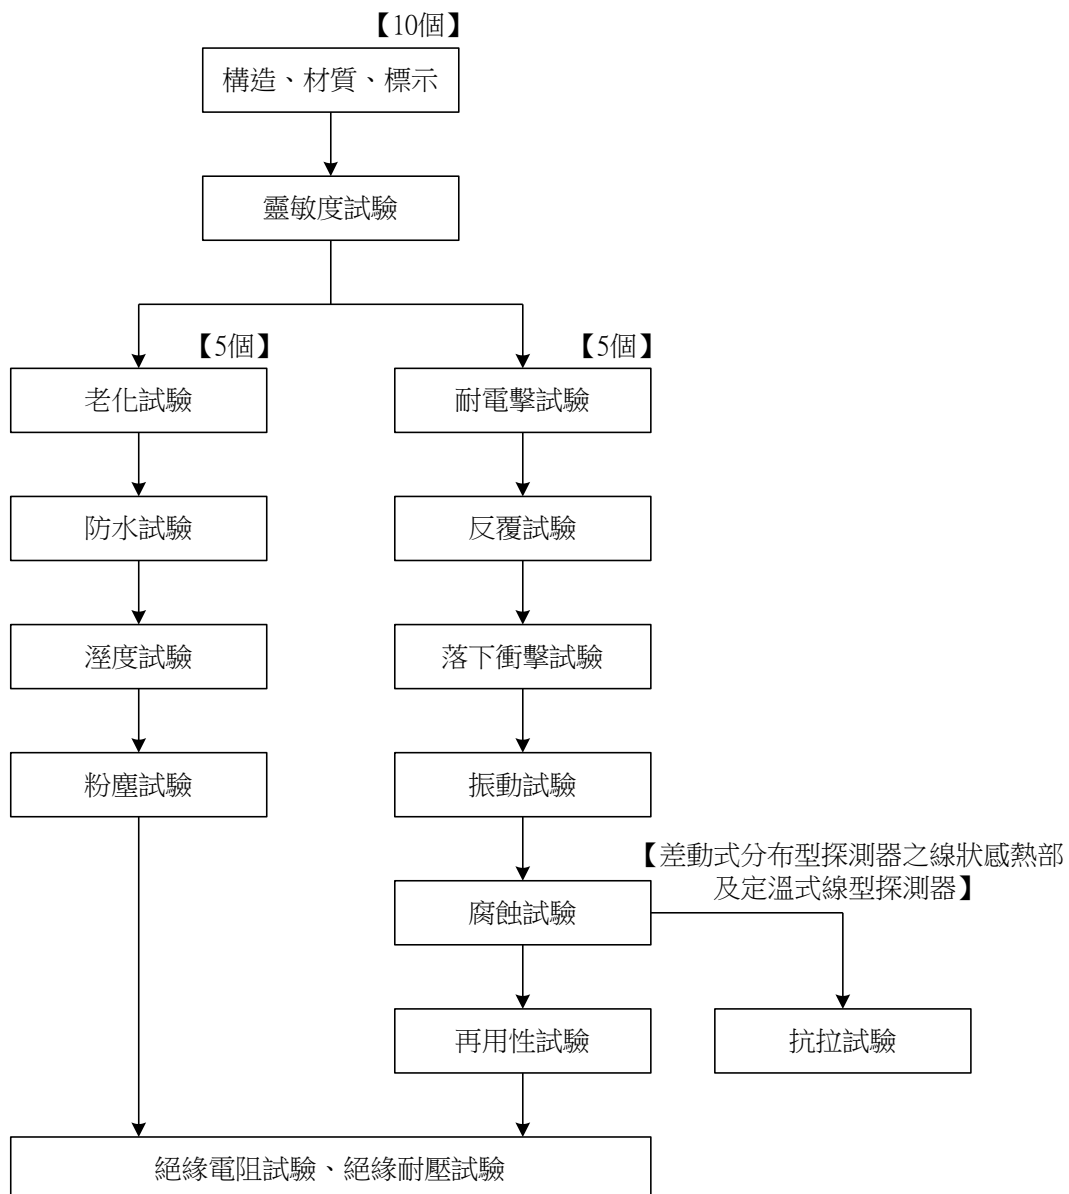 【10個】
構造、材質、標示
靈敏度試驗
【5個】
【5個】
老化試驗
耐電擊試驗
防水試驗
反覆試驗
溼度試驗
落下衝擊試驗
粉塵試驗
振動試驗
【差動式分布型探測器之線狀感熱部
及定溫式線型探測器】
腐蝕試驗
再用性試驗
抗拉試驗
絕緣電阻試驗、絕緣耐壓試驗